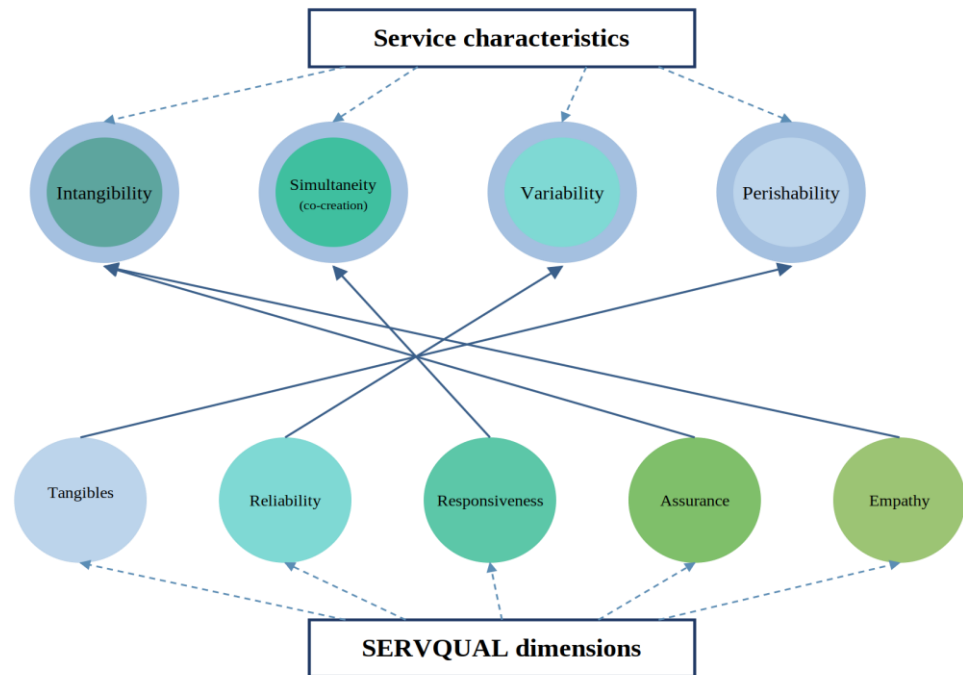 Service characteristics
Intangibility
Simultaneity
(co-creation)
Variability
Perishability
Tangibles
Reliability
Responsiveness
Assurance
Empathy
SERVQUAL dimensions